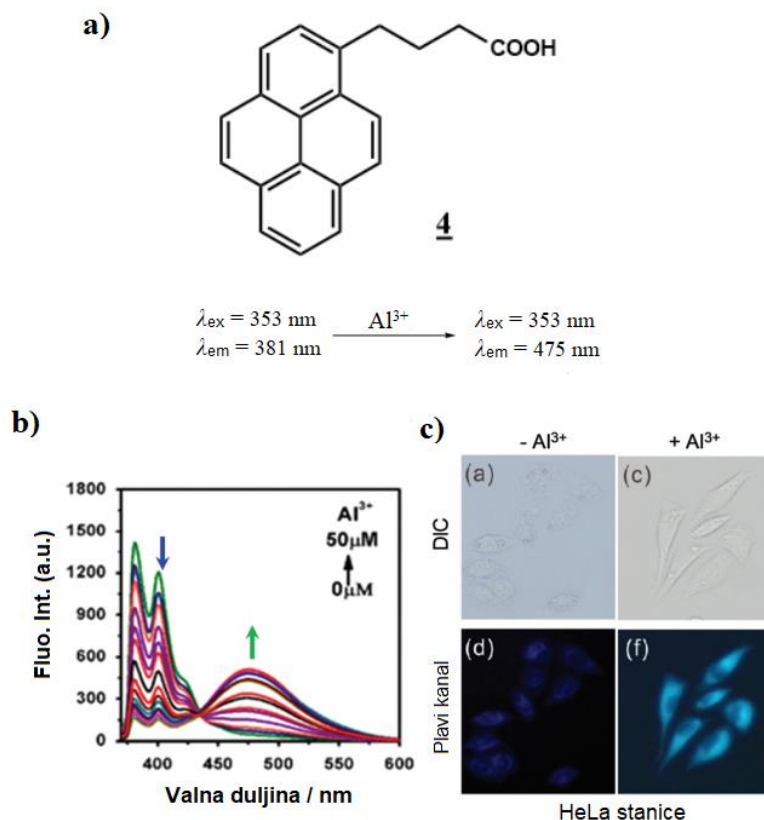 a)
COOH
4
λex = 353 nm
λem = 381 nm
Al³⁺
λex = 353 nm
λem = 475 nm
b)
1800
1500
1200
900
600
300
0
Fluo. Int. (a.u.)
Al³⁺
50μM
0μM
400
450
500
550
600
Valna duljina / nm
c)
- Al³⁺
+ Al³⁺
DIC
(a)
(c)
Plavi kanal
(d)
(f)
HeLa stanice